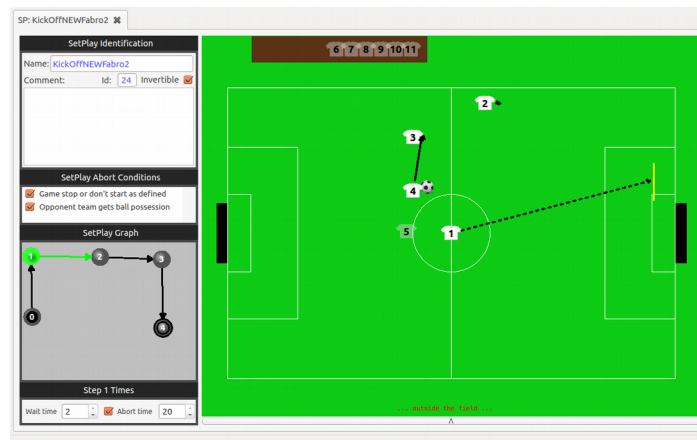 SP: KickOffNEWFabro2 ✖
SetPlay Identification
Name: KickOffNEWFabro2
Comment: Id: 24 Invertible
SetPlay Abort Conditions
Game stop or don't start as defined
Opponent team gets ball possession
SetPlay Graph
1 2 3
0 4
Step 1 Times
Wait time 2 Abort time 20
6 7 8 9 10 11
2
3
4
5 1
... outside the field ...